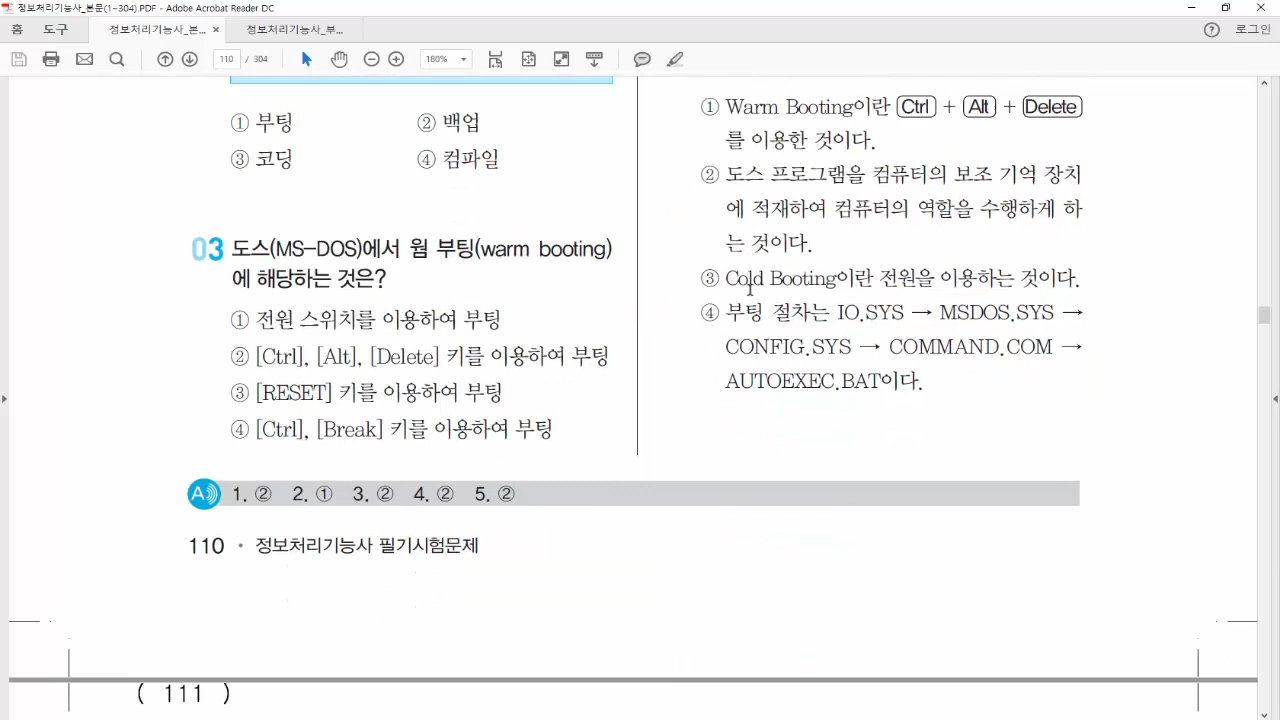 정보처리기능사_본문(1~304).PDF - Adobe Acrobat Reader DC
홈 도구 정보처리기능사_본... × 정보처리기능사_부... ? 로그인
110 / 304 180%
① 부팅 ② 백업
③ 코딩 ④ 컴파일
03 도스(MS-DOS)에서 웜 부팅(warm booting)
에 해당하는 것은?
① 전원 스위치를 이용하여 부팅
② [Ctrl], [Alt], [Delete] 키를 이용하여 부팅
③ [RESET] 키를 이용하여 부팅
④ [Ctrl], [Break] 키를 이용하여 부팅
① Warm Booting이란 Ctrl + Alt + Delete
를 이용한 것이다.
② 도스 프로그램을 컴퓨터의 보조 기억 장치
에 적재하여 컴퓨터의 역할을 수행하게 하
는 것이다.
③ Cold Booting이란 전원을 이용하는 것이다.
④ 부팅 절차는 IO.SYS → MSDOS.SYS →
CONFIG.SYS → COMMAND.COM →
AUTOEXEC.BAT이다.
A 1. ② 2. ① 3. ② 4. ② 5. ②
110 • 정보처리기능사 필기시험문제
( 111 )